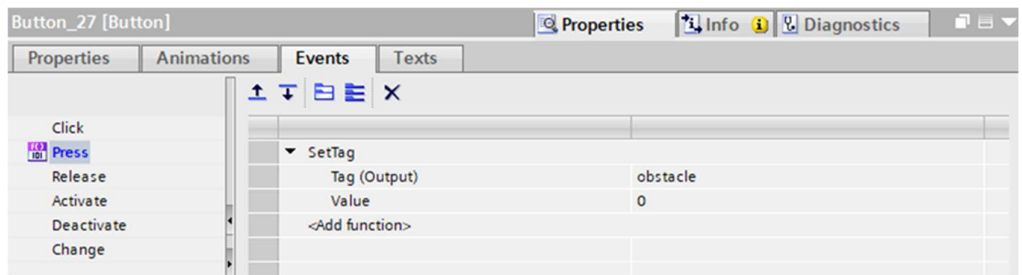 Button_27 [Button]
Properties
Info
Diagnostics
Properties
Animations
Events
Texts
Click
Press
Release
Activate
Deactivate
Change
SetTag
Tag (Output)
obstacle
Value
0
<Add function>